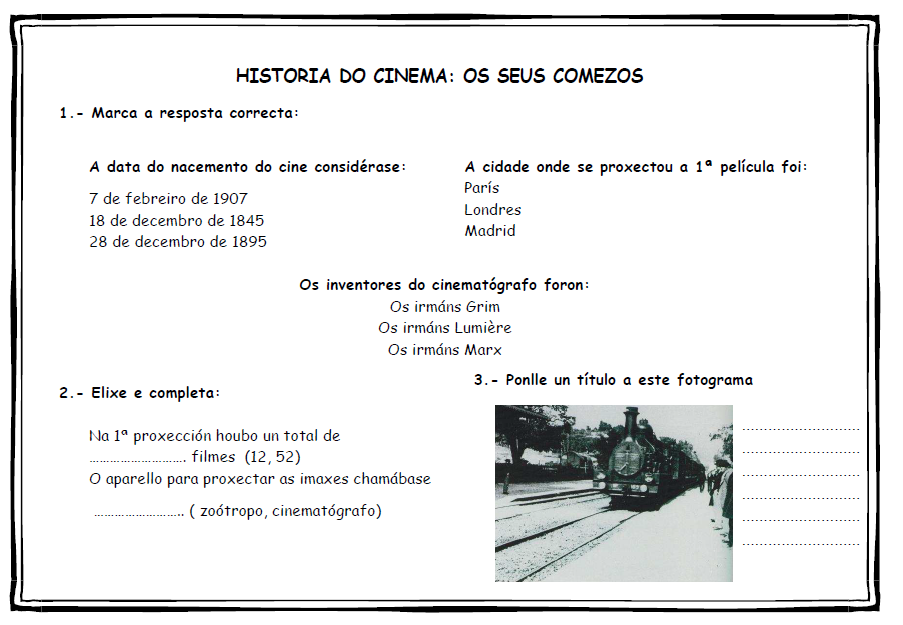 HISTORIA DO CINEMA: OS SEUS COMEZOS
1.- Marca a resposta correcta:
A data do nacemento do cine considérase:
7 de febreiro de 1907
18 de decembro de 1845
28 de decembro de 1895
A cidade onde se proxectou a 1ª película foi:
París
Londres
Madrid
Os inventores do cinematógrafo foron:
Os irmáns Grim
Os irmáns Lumière
Os irmáns Marx
2.- Elixe e completa:
Na 1ª proxección houbo un total de
………………………. filmes (12, 52)
O aparello para proxectar as imaxes chamábase
…………………….. ( zoótropo, cinematógrafo)
3.- Ponlle un título a este fotograma